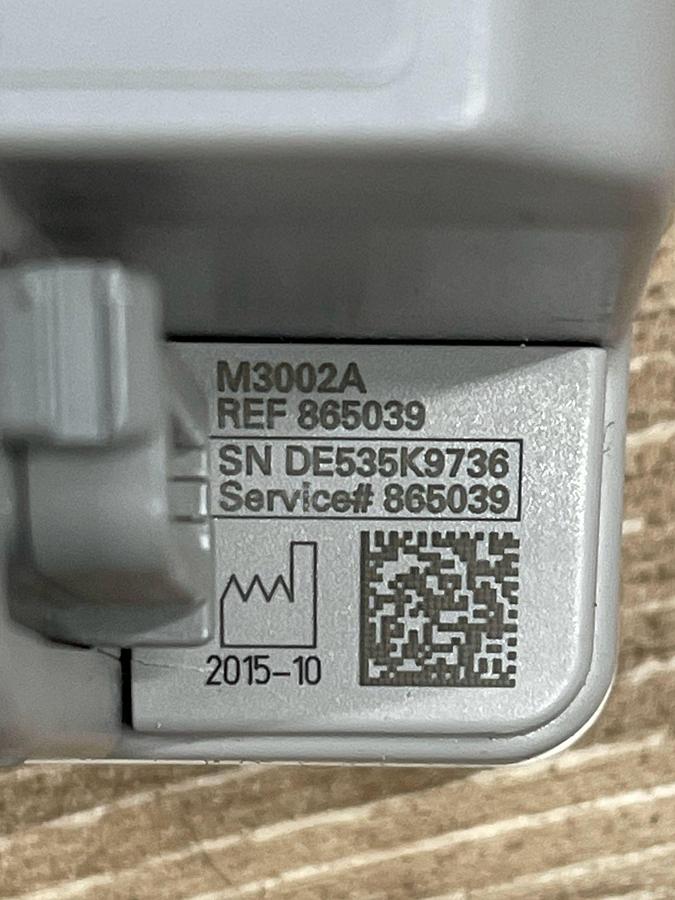 M3002A
REF 865039
SN DE535K9736
Service# 865039
2015-10